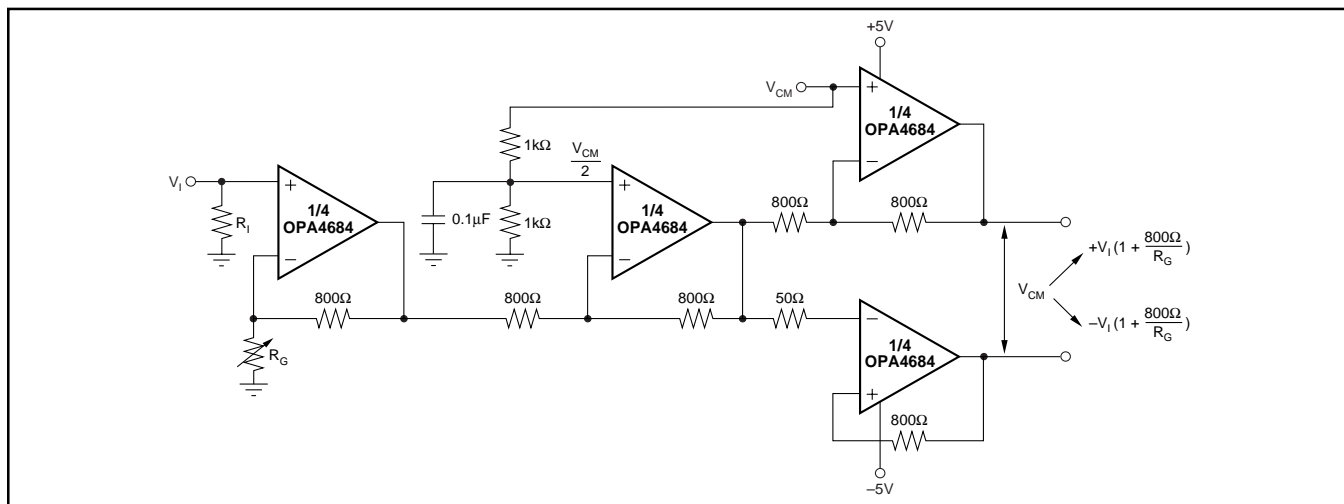 +5V
V_CM
+
1/4
OPA4684
−
1kΩ
V_CM/2
V_I
+
1/4
OPA4684
−
R_I
0.1µF
1kΩ
+
1/4
OPA4684
−
800Ω
800Ω
+V_I (1 + 800Ω/R_G)
V_CM
−V_I (1 + 800Ω/R_G)
800Ω
800Ω
800Ω
50Ω
−
1/4
OPA4684
+
R_G
800Ω
−5V